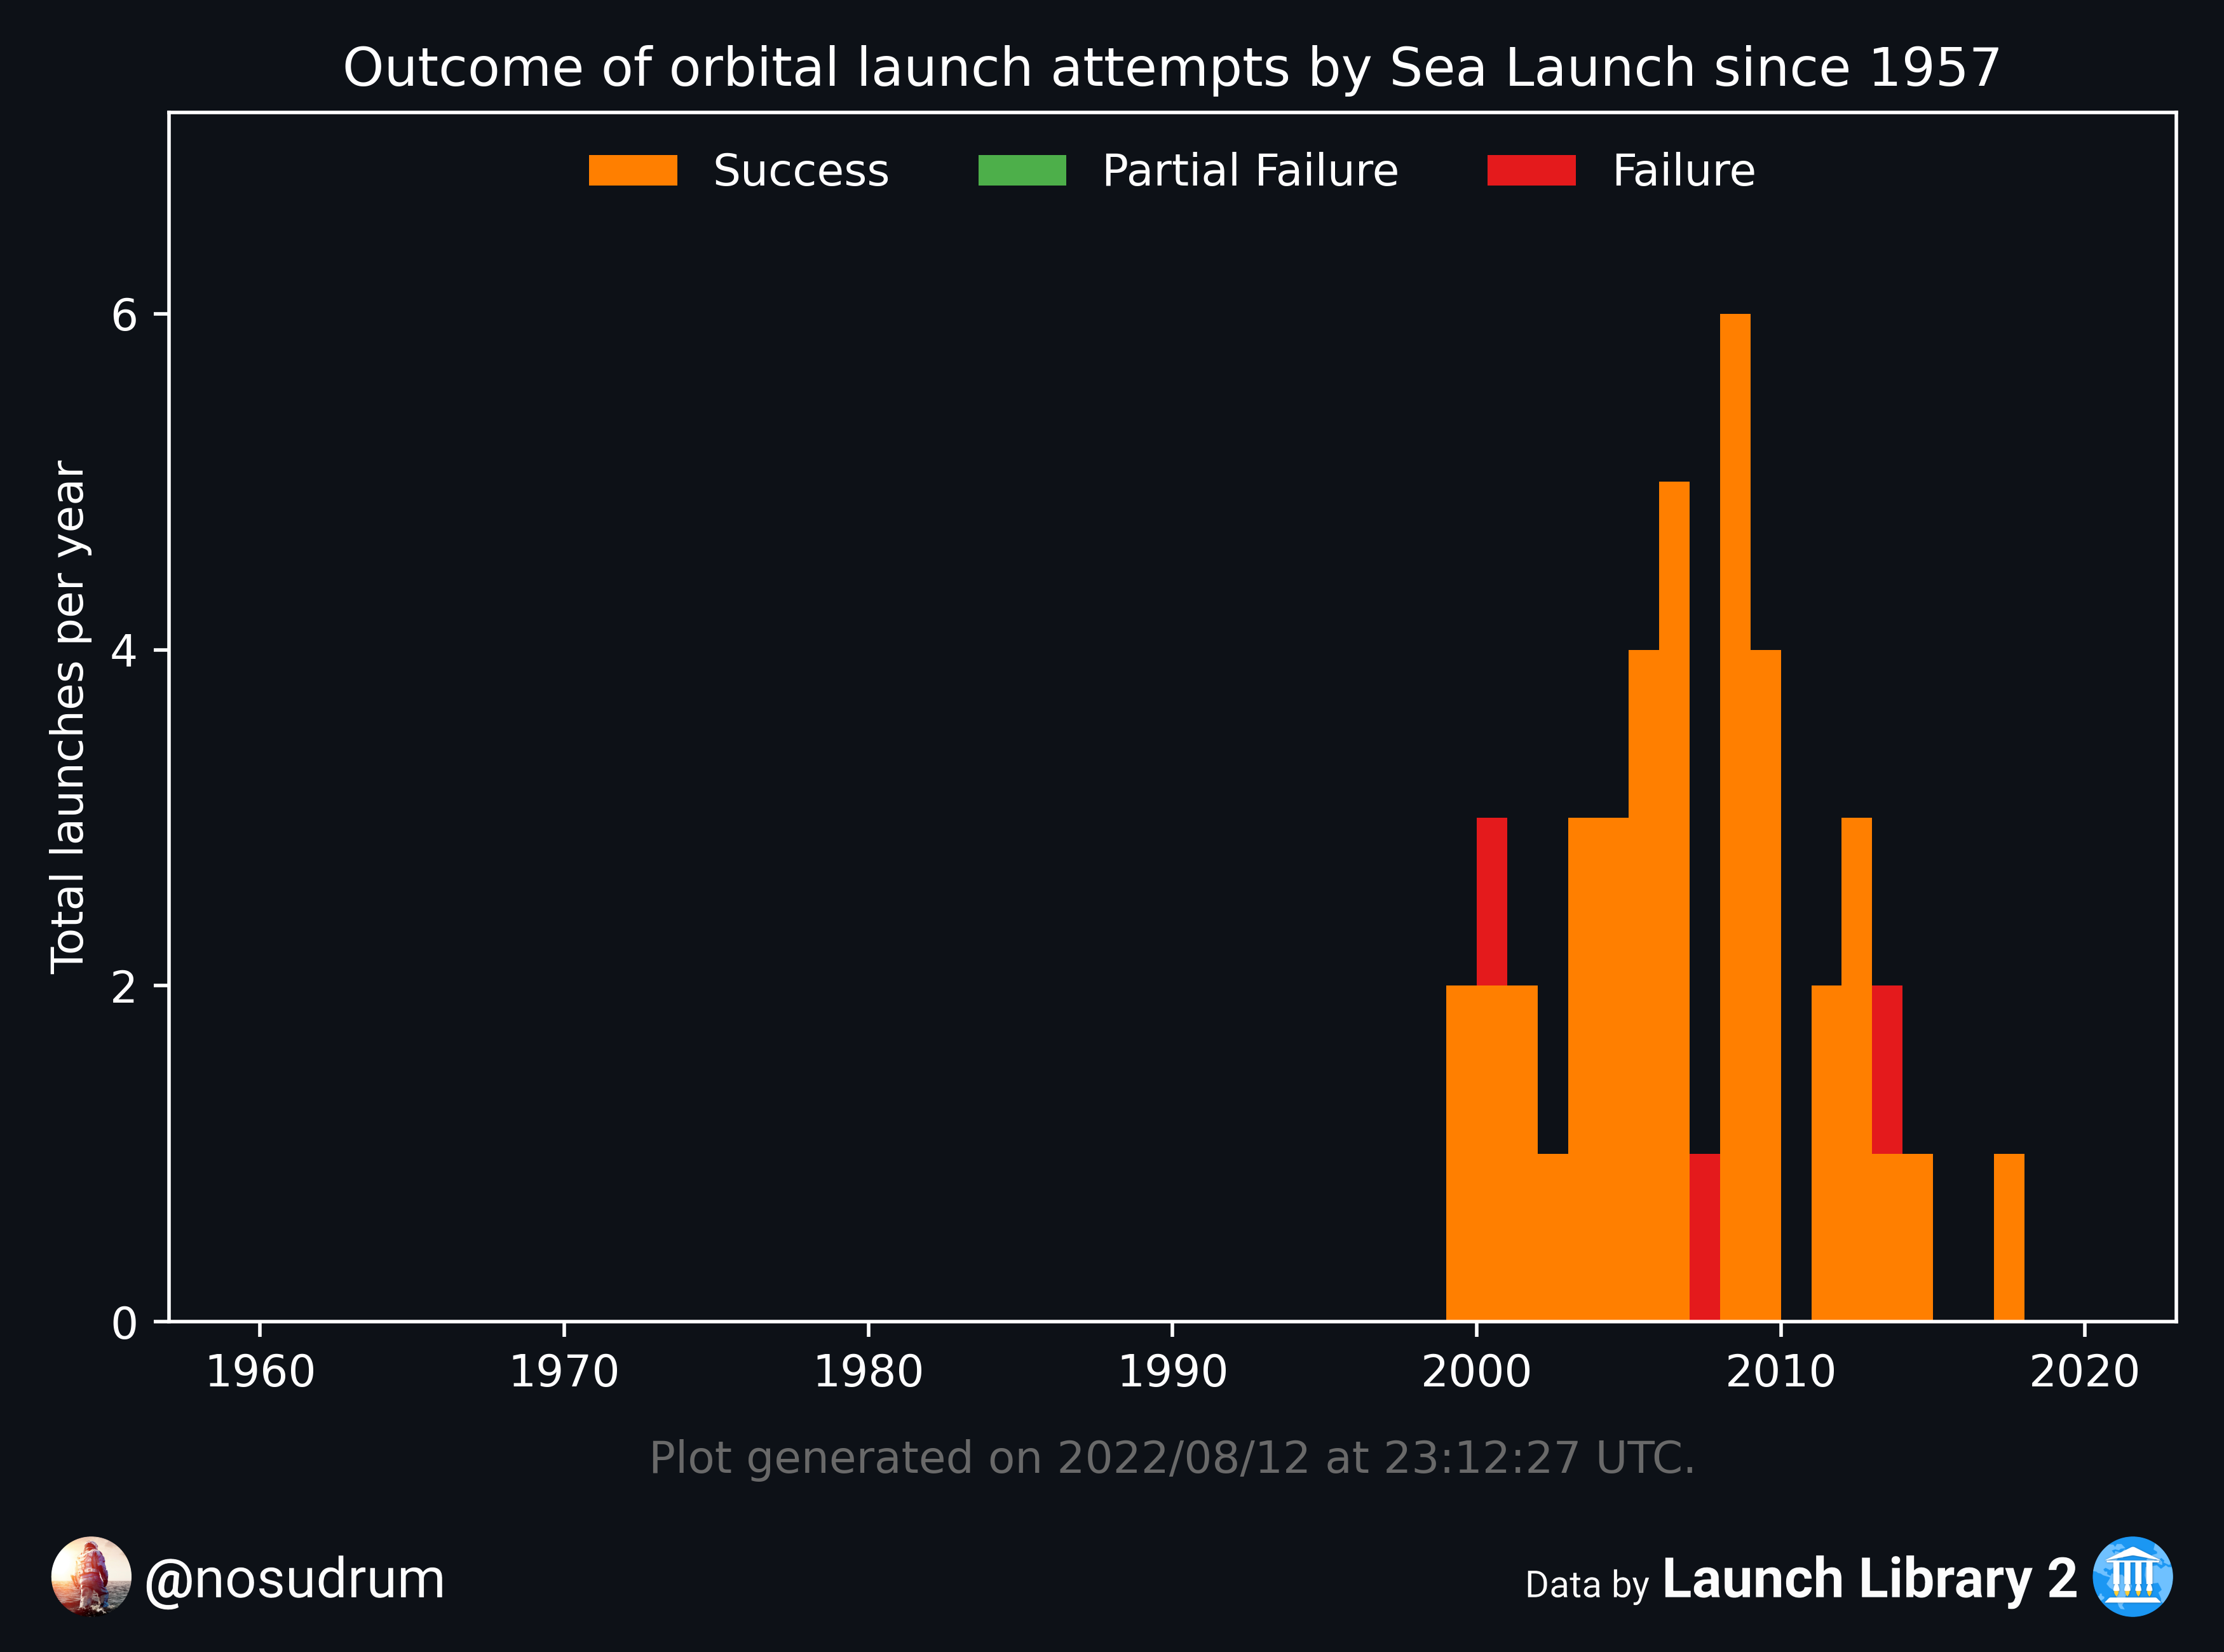 Outcome of orbital launch attempts by Sea Launch since 1957
Success Partial Failure Failure
Total launches per year
6
4
2
0
1960 1970 1980 1990 2000 2010 2020
Plot generated on 2022/08/12 at 23:12:27 UTC.
@nosudrum
Data by Launch Library 2